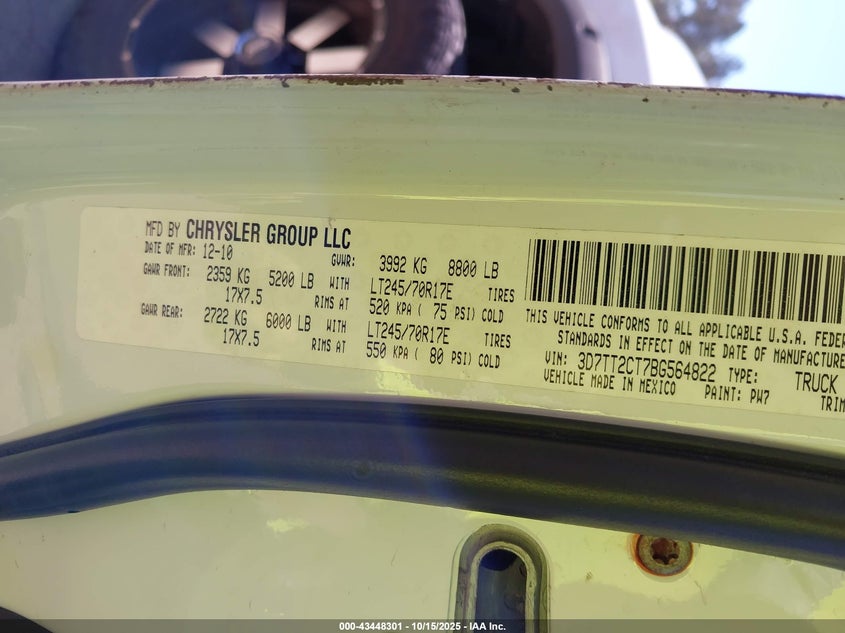 MFD BY CHRYSLER GROUP LLC
DATE OF MFR: 12-10 GVWR: 3992 KG 8800 LB
GAWR FRONT: 2359 KG 5200 LB WITH LT245/70R17E TIRES
17X7.5 RIMS AT 520 KPA ( 75 PSI) COLD
GAWR REAR: 2722 KG 6000 LB WITH LT245/70R17E TIRES
17X7.5 RIMS AT 550 KPA ( 80 PSI) COLD
THIS VEHICLE CONFORMS TO ALL APPLICABLE U.S.A. FEDER
STANDARDS IN EFFECT ON THE DATE OF MANUFACTURE
VIN: 3D7TT2CT7BG564822 TYPE: TRUCK
VEHICLE MADE IN MEXICO PAINT: PW7 TRIM
000-43448301 - 10/15/2025 - IAA Inc.